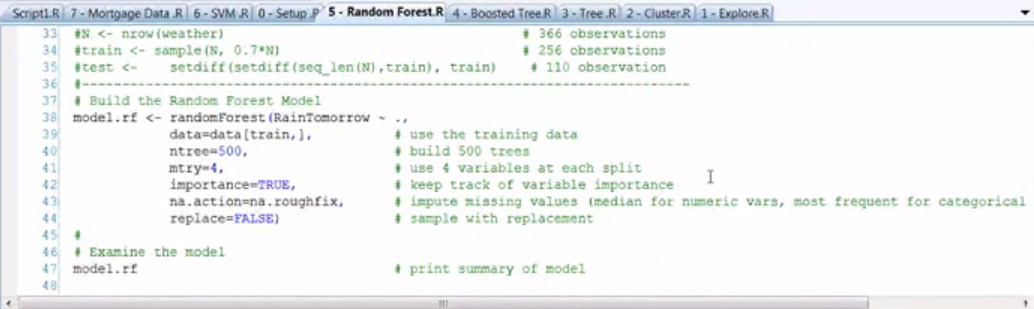 Script1.R 7 - Mortgage Data .R 6 - SVM .R 0 - Setup .R 5 - Random Forest.R 4 - Boosted Tree.R 3 - Tree .R 2 - Cluster.R 1 - Explore.R
33 #N <- nrow(weather) # 366 observations
34 #train <- sample(N, 0.7*N) # 256 observations
35 #test <- setdiff(setdiff(seq_len(N),train), train) # 110 observation
36 #------------------------------------------------------------------------------------
37 # Build the Random Forest Model
38 model.rf <- randomForest(RainTomorrow ~ .,
39 data=data[train,], # use the training data
40 ntree=500, # build 500 trees
41 mtry=4, # use 4 variables at each split
42 importance=TRUE, # keep track of variable importance
43 na.action=na.roughfix, # impute missing values (median for numeric vars, most frequent for categorical
44 replace=FALSE) # sample with replacement
45 #
46 # Examine the model
47 model.rf # print summary of model
48